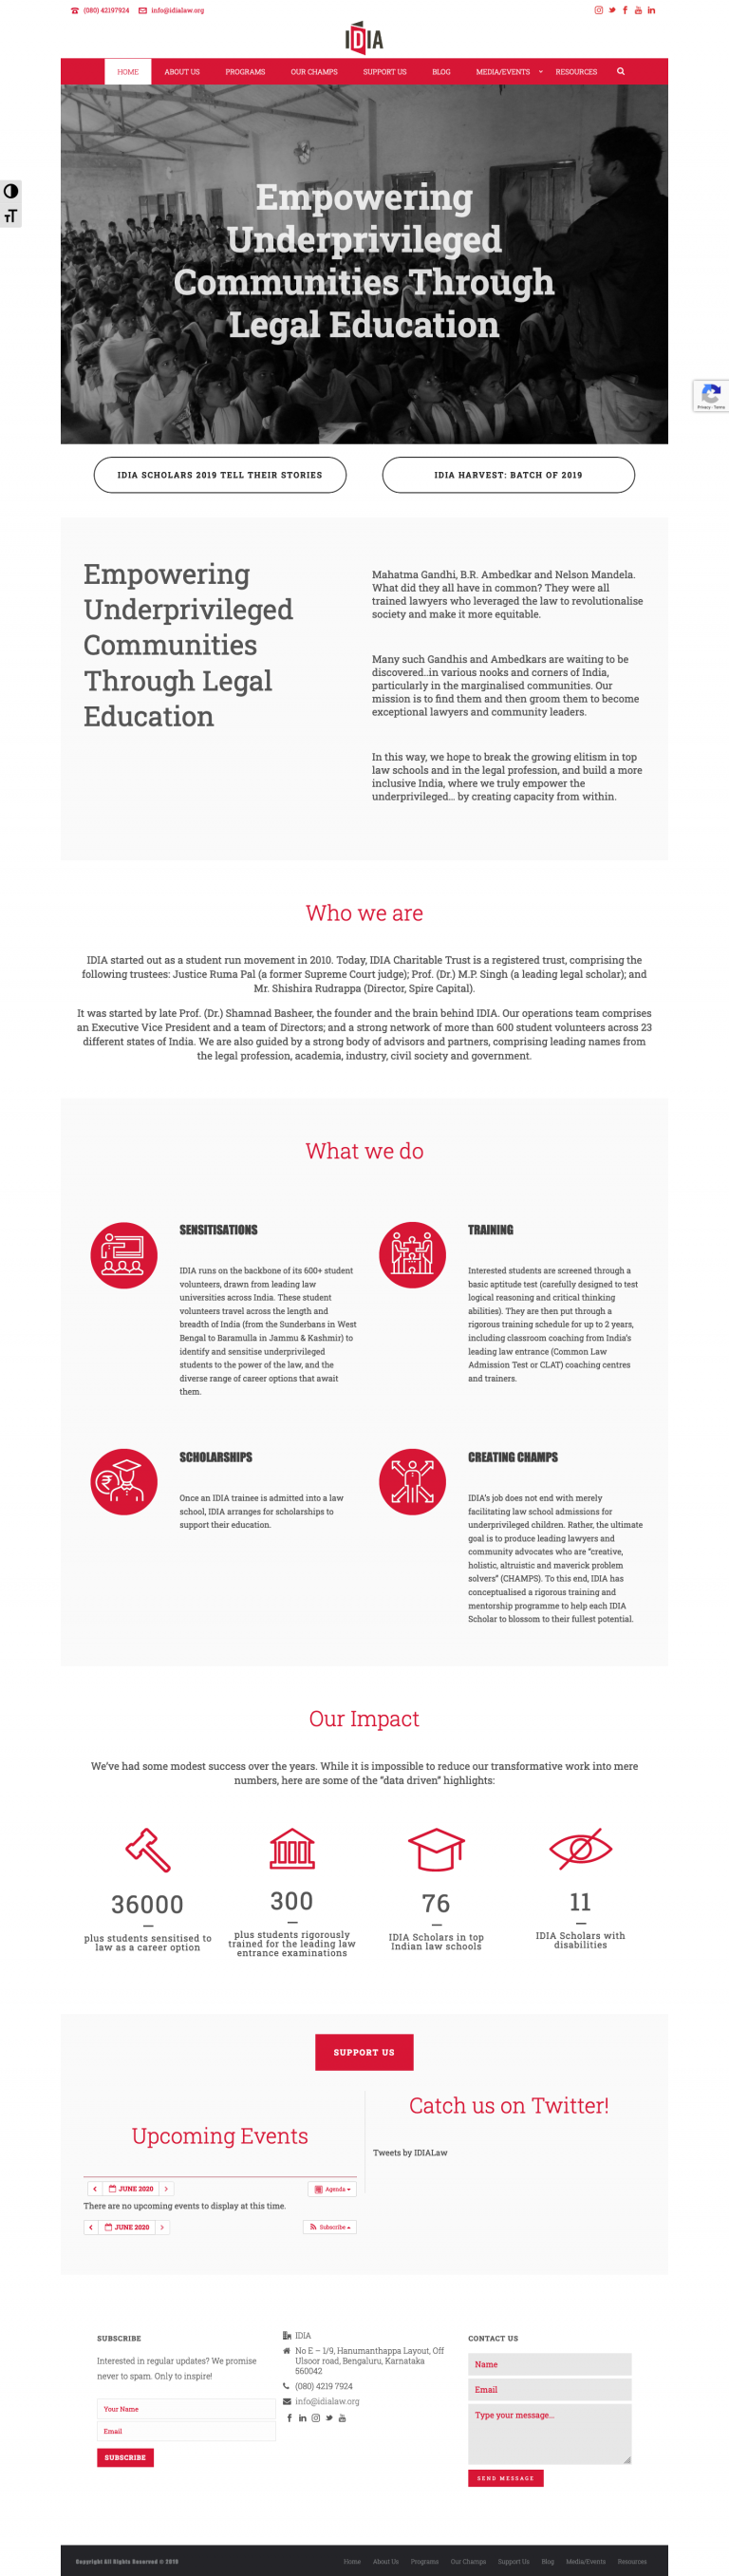 (080) 42197924 info@idialaw.org
IDIA
HOME ABOUT US PROGRAMS OUR CHAMPS SUPPORT US BLOG MEDIA/EVENTS RESOURCES
Empowering
Underprivileged
Communities Through
Legal Education
Privacy - Terms
IDIA SCHOLARS 2019 TELL THEIR STORIES
IDIA HARVEST: BATCH OF 2019
Empowering
Underprivileged
Communities
Through Legal
Education
Mahatma Gandhi, B.R. Ambedkar and Nelson Mandela.
What did they all have in common? They were all
trained lawyers who leveraged the law to revolutionalise
society and make it more equitable.
Many such Gandhis and Ambedkars are waiting to be
discovered..in various nooks and corners of India,
particularly in the marginalised communities. Our
mission is to find them and then groom them to become
exceptional lawyers and community leaders.
In this way, we hope to break the growing elitism in top
law schools and in the legal profession, and build a more
inclusive India, where we truly empower the
underprivileged... by creating capacity from within.
Who we are
IDIA started out as a student run movement in 2010. Today, IDIA Charitable Trust is a registered trust, comprising the
following trustees: Justice Ruma Pal (a former Supreme Court judge); Prof. (Dr.) M.P. Singh (a leading legal scholar); and
Mr. Shishira Rudrappa (Director, Spire Capital).
It was started by late Prof. (Dr.) Shamnad Basheer, the founder and the brain behind IDIA. Our operations team comprises
an Executive Vice President and a team of Directors; and a strong network of more than 600 student volunteers across 23
different states of India. We are also guided by a strong body of advisors and partners, comprising leading names from
the legal profession, academia, industry, civil society and government.
What we do
SENSITISATIONS
IDIA runs on the backbone of its 600+ student
volunteers, drawn from leading law
universities across India. These student
volunteers travel across the length and
breadth of India (from the Sunderbans in West
Bengal to Baramulla in Jammu & Kashmir) to
identify and sensitise underprivileged
students to the power of the law, and the
diverse range of career options that await
them.
TRAINING
Interested students are screened through a
basic aptitude test (carefully designed to test
logical reasoning and critical thinking
abilities). They are then put through a
rigorous training schedule for up to 2 years,
including classroom coaching from India's
leading law entrance (Common Law
Admission Test or CLAT) coaching centres
and trainers.
SCHOLARSHIPS
Once an IDIA trainee is admitted into a law
school, IDIA arranges for scholarships to
support their education.
CREATING CHAMPS
IDIA's job does not end with merely
facilitating law school admissions for
underprivileged children. Rather, the ultimate
goal is to produce leading lawyers and
community advocates who are "creative,
holistic, altruistic and maverick problem
solvers" (CHAMPS). To this end, IDIA has
conceptualised a rigorous training and
mentorship programme to help each IDIA
Scholar to blossom to their fullest potential.
Our Impact
We've had some modest success over the years. While it is impossible to reduce our transformative work into mere
numbers, here are some of the "data driven" highlights:
36000
plus students sensitised to
law as a career option
300
plus students rigorously
trained for the leading law
entrance examinations
76
IDIA Scholars in top
Indian law schools
11
IDIA Scholars with
disabilities
SUPPORT US
Upcoming Events
JUNE 2020 Agenda
There are no upcoming events to display at this time.
JUNE 2020 Subscribe
Catch us on Twitter!
Tweets by IDIALaw
SUBSCRIBE
Interested in regular updates? We promise
never to spam. Only to inspire!
Your Name
Email
SUBSCRIBE
IDIA
No E – 1/9, Hanumanthappa Layout, Off
Ulsoor road, Bengaluru, Karnataka
560042
(080) 4219 7924
info@idialaw.org
CONTACT US
Name
Email
Type your message...
SEND MESSAGE
Copyright All Rights Reserved © 2010
Home About Us Programs Our Champs Support Us Blog Media/Events Resources